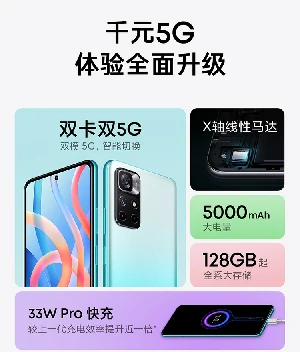 千元5G
体验全面升级
双卡双5G
双模 5G，智能切换
X轴线性马达
5000mAh
大电量
128GB起
全系大存储
33W Pro 快充
较上一代充电效率提升近一倍*